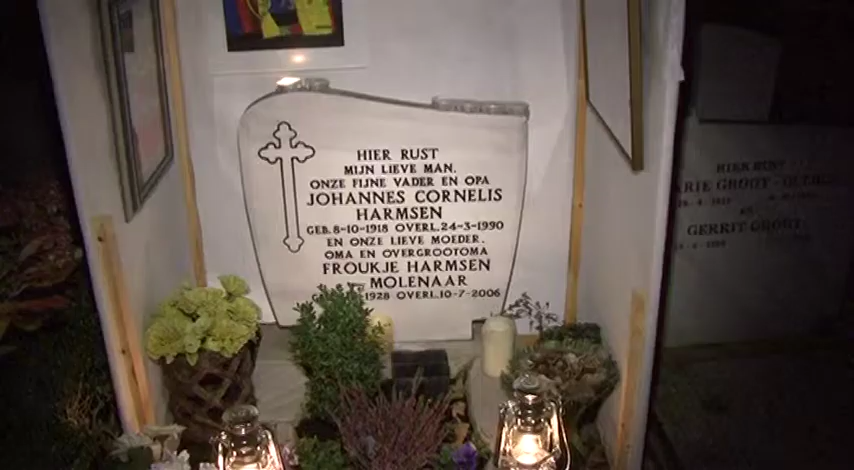 HIER RUST
MIJN LIEVE MAN.
ONZE FIJNE VADER EN OPA
JOHANNES CORNELIS
HARMSEN
GEB.8-10-1918 OVERL.24-3-1990
EN ONZE LIEVE MOEDER.
OMA EN OVERGROOTOMA
FROUKJE HARMSEN
— MOLENAAR
1928 OVERL.10-7-2006
HIER RUST
GERRIT GROOT